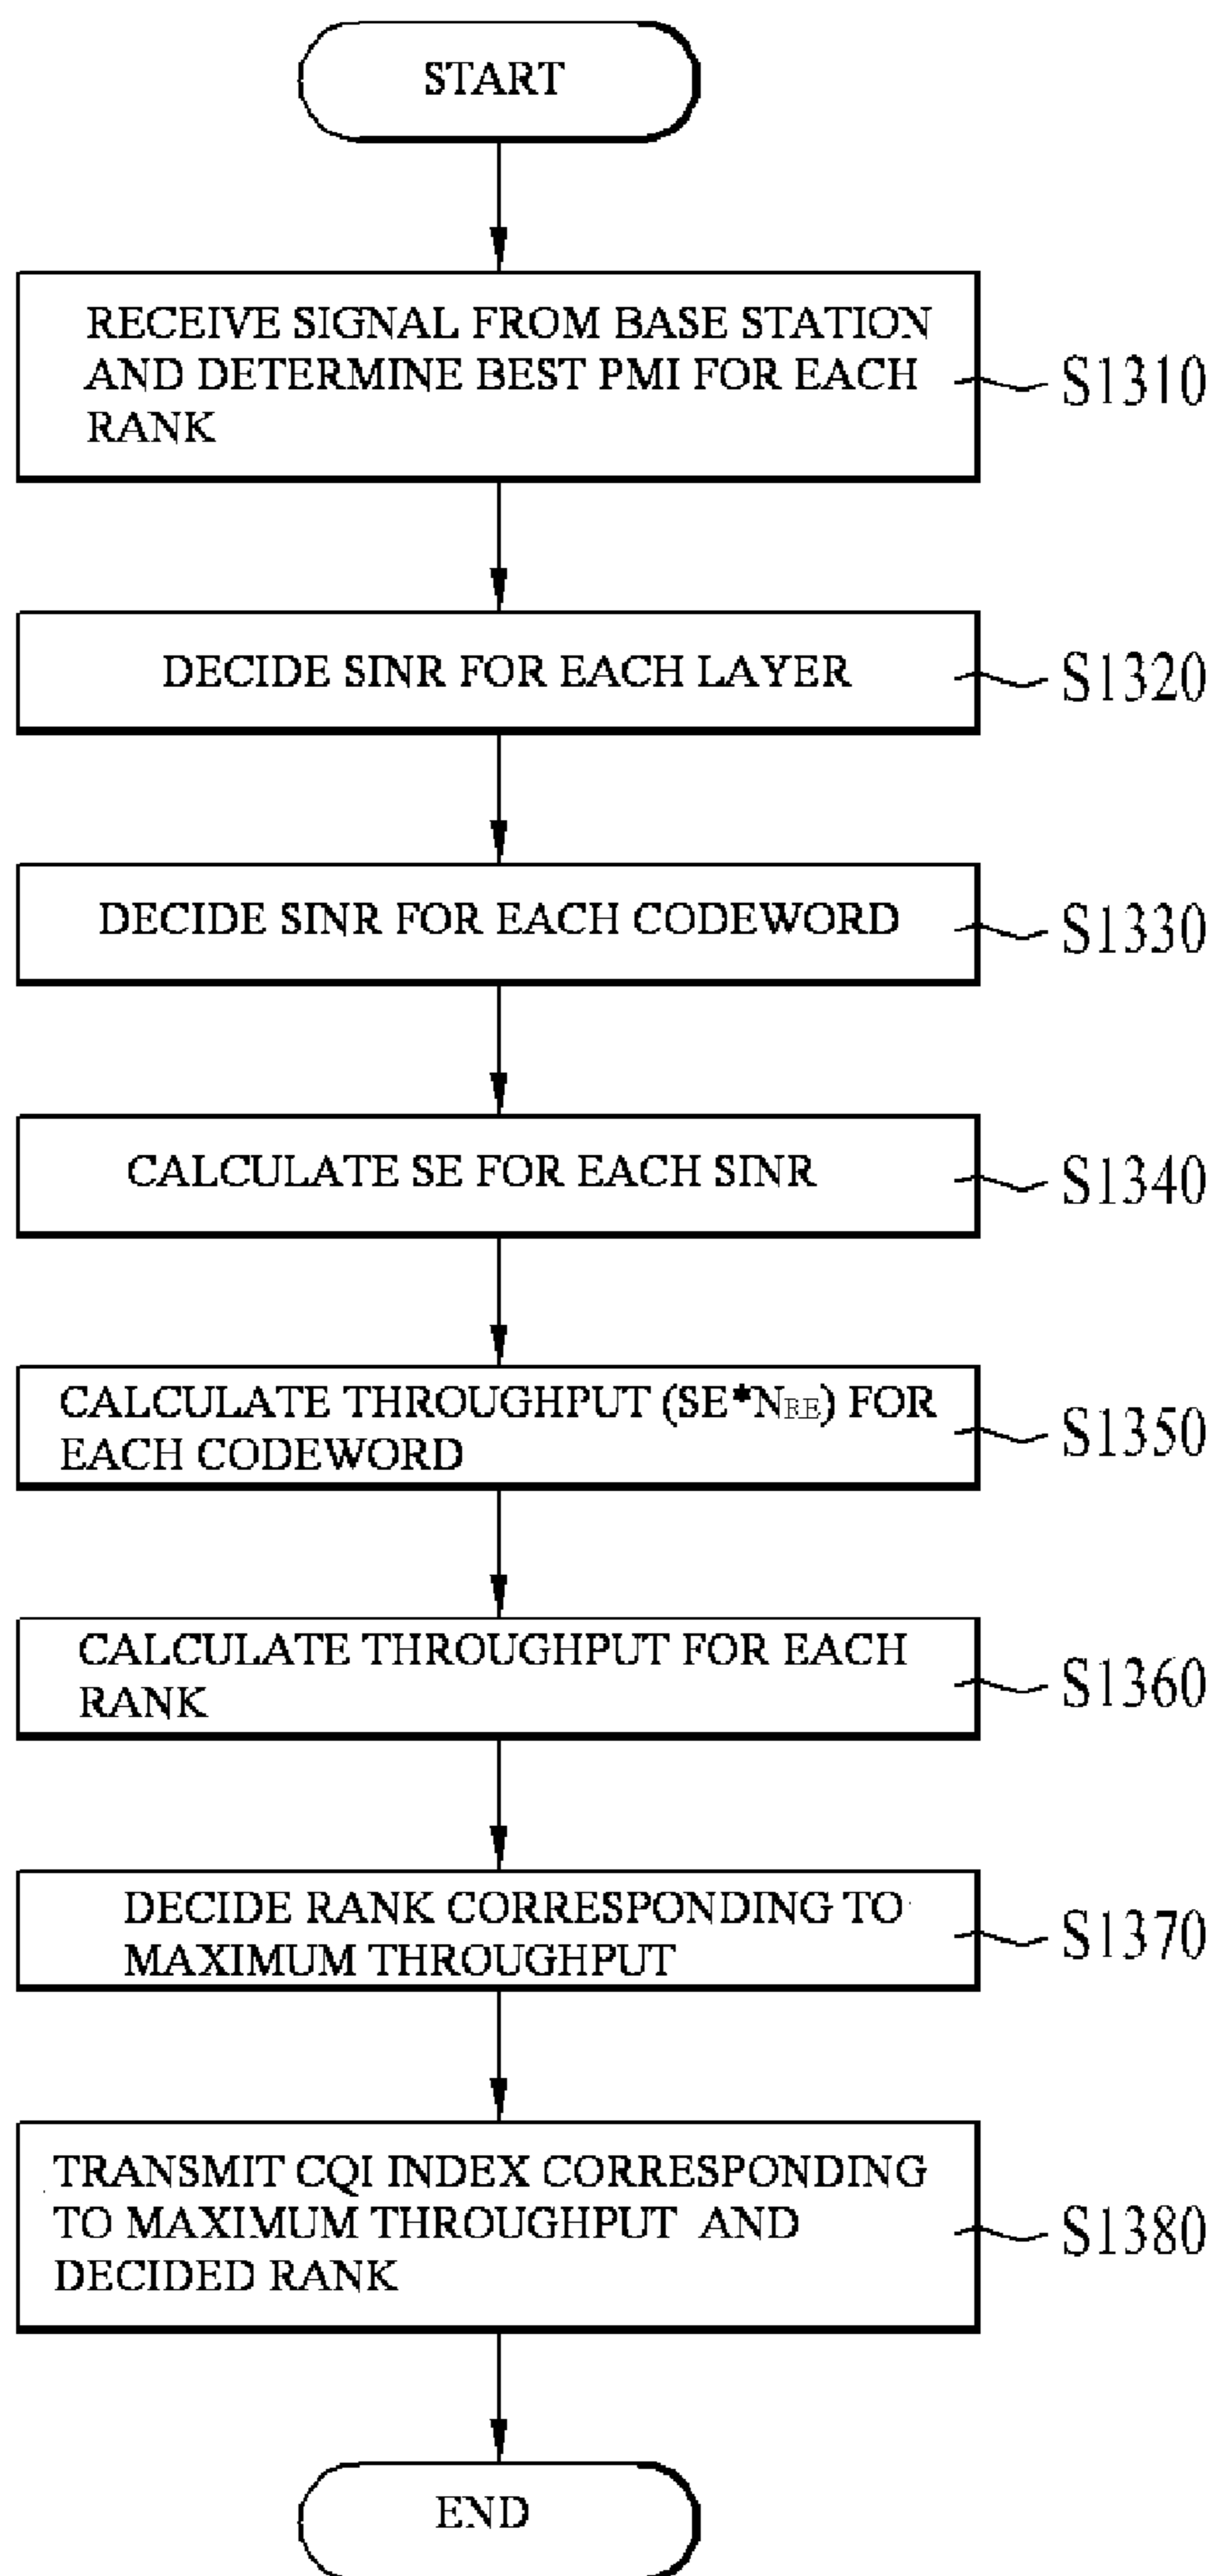 START
RECEIVE SIGNAL FROM BASE STATION
AND DETERMINE BEST PMI FOR EACH
RANK
S1310
DECIDE SINR FOR EACH LAYER
S1320
DECIDE SINR FOR EACH CODEWORD
S1330
CALCULATE SE FOR EACH SINR
S1340
CALCULATE THROUGHPUT (SE*NRE) FOR
EACH CODEWORD
S1350
CALCULATE THROUGHPUT FOR EACH
RANK
S1360
DECIDE RANK CORRESPONDING TO
MAXIMUM THROUGHPUT
S1370
TRANSMIT CQI INDEX CORRESPONDING
TO MAXIMUM THROUGHPUT AND
DECIDED RANK
S1380
END